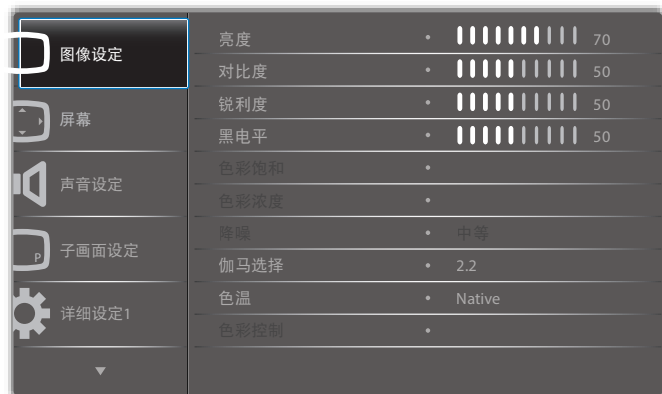 图像设定
屏幕
声音设定
P
子画面设定
详细设定1
亮度 • 70
对比度 • 50
锐利度 • 50
黑电平 • 50
色彩饱和 •
色彩浓度 •
降噪 • 中等
伽马选择 • 2.2
色温 • Native
色彩控制 •